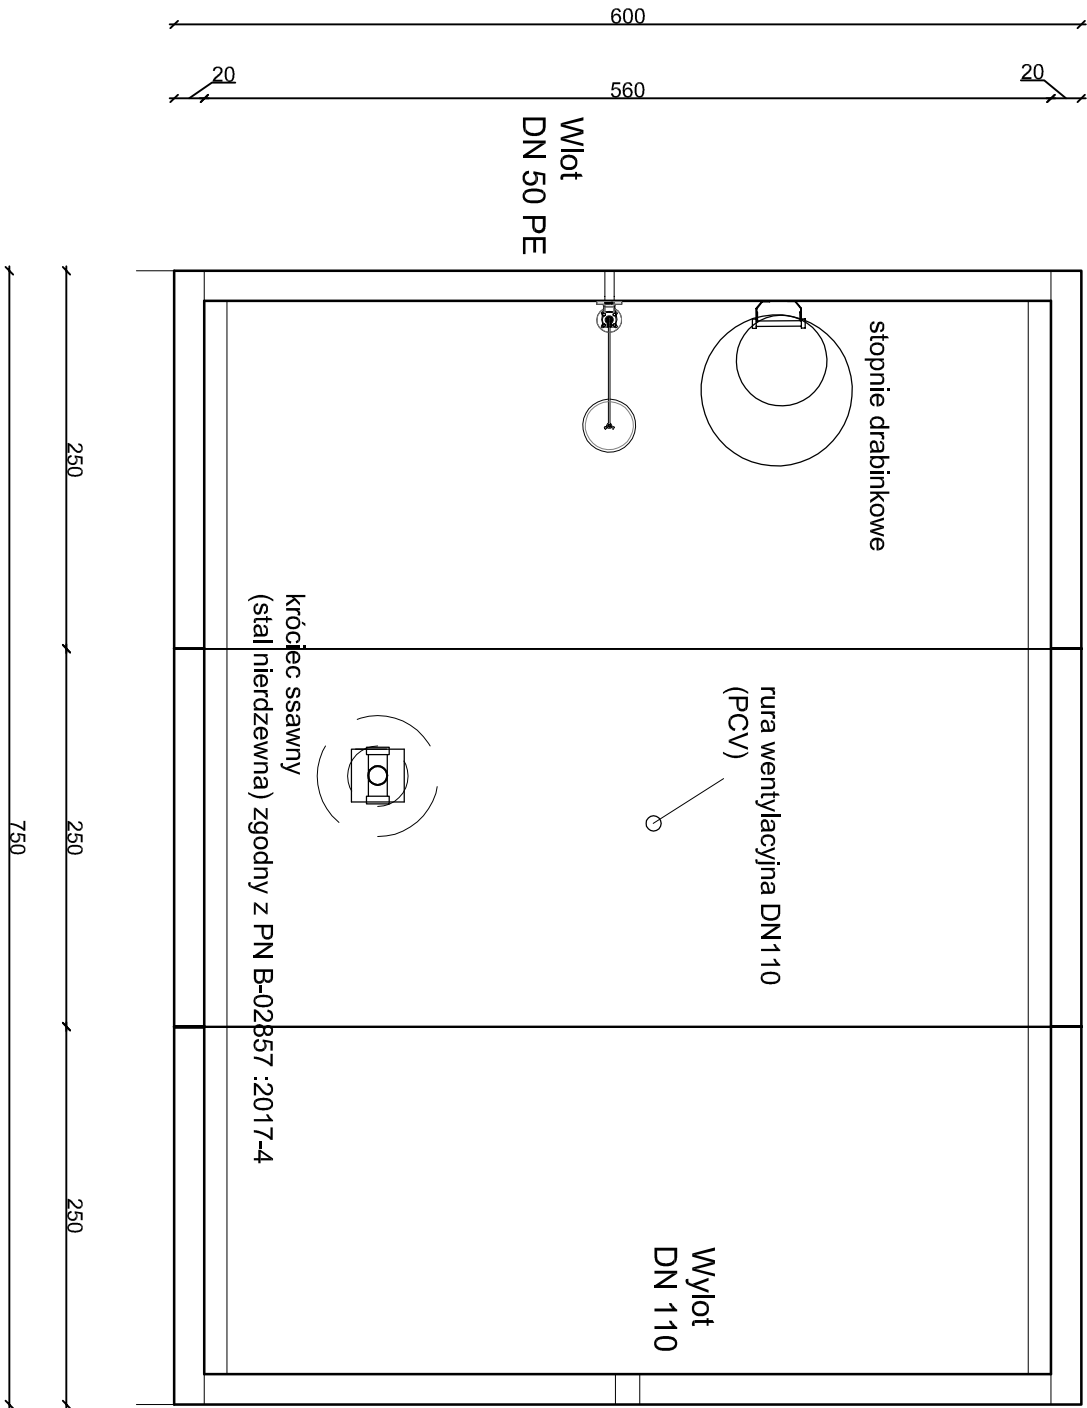 600
20
560
20
Wlot
DN 50 PE
stopnie drabinkowe
250
króciec ssawny
(stal nierdzewna) zgodny z PN B-02857 :2017-4
rura wentylacyjna DN110
(PCV)
250
750
250
Wylot
DN 110